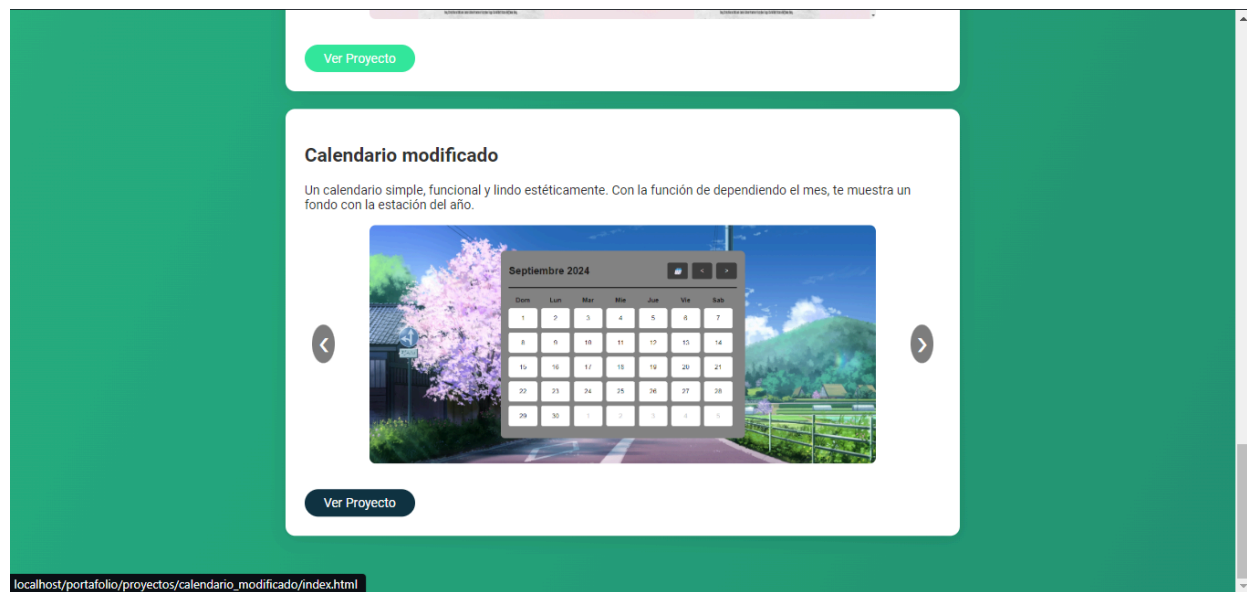 Ver Proyecto
Calendario modificado
Un calendario simple, funcional y lindo estéticamente. Con la función de dependiendo el mes, te muestra un
fondo con la estación del año.
Septiembre 2024 < >
Dom Lun Mar Mie Jue Vie Sab
1 2 3 4 5 6 7
8 9 10 11 12 13 14
15 16 17 18 19 20 21
22 23 24 25 26 27 28
29 30 1 2 3 4 5
‹ ›
Ver Proyecto
localhost/portafolio/proyectos/calendario_modificado/index.html